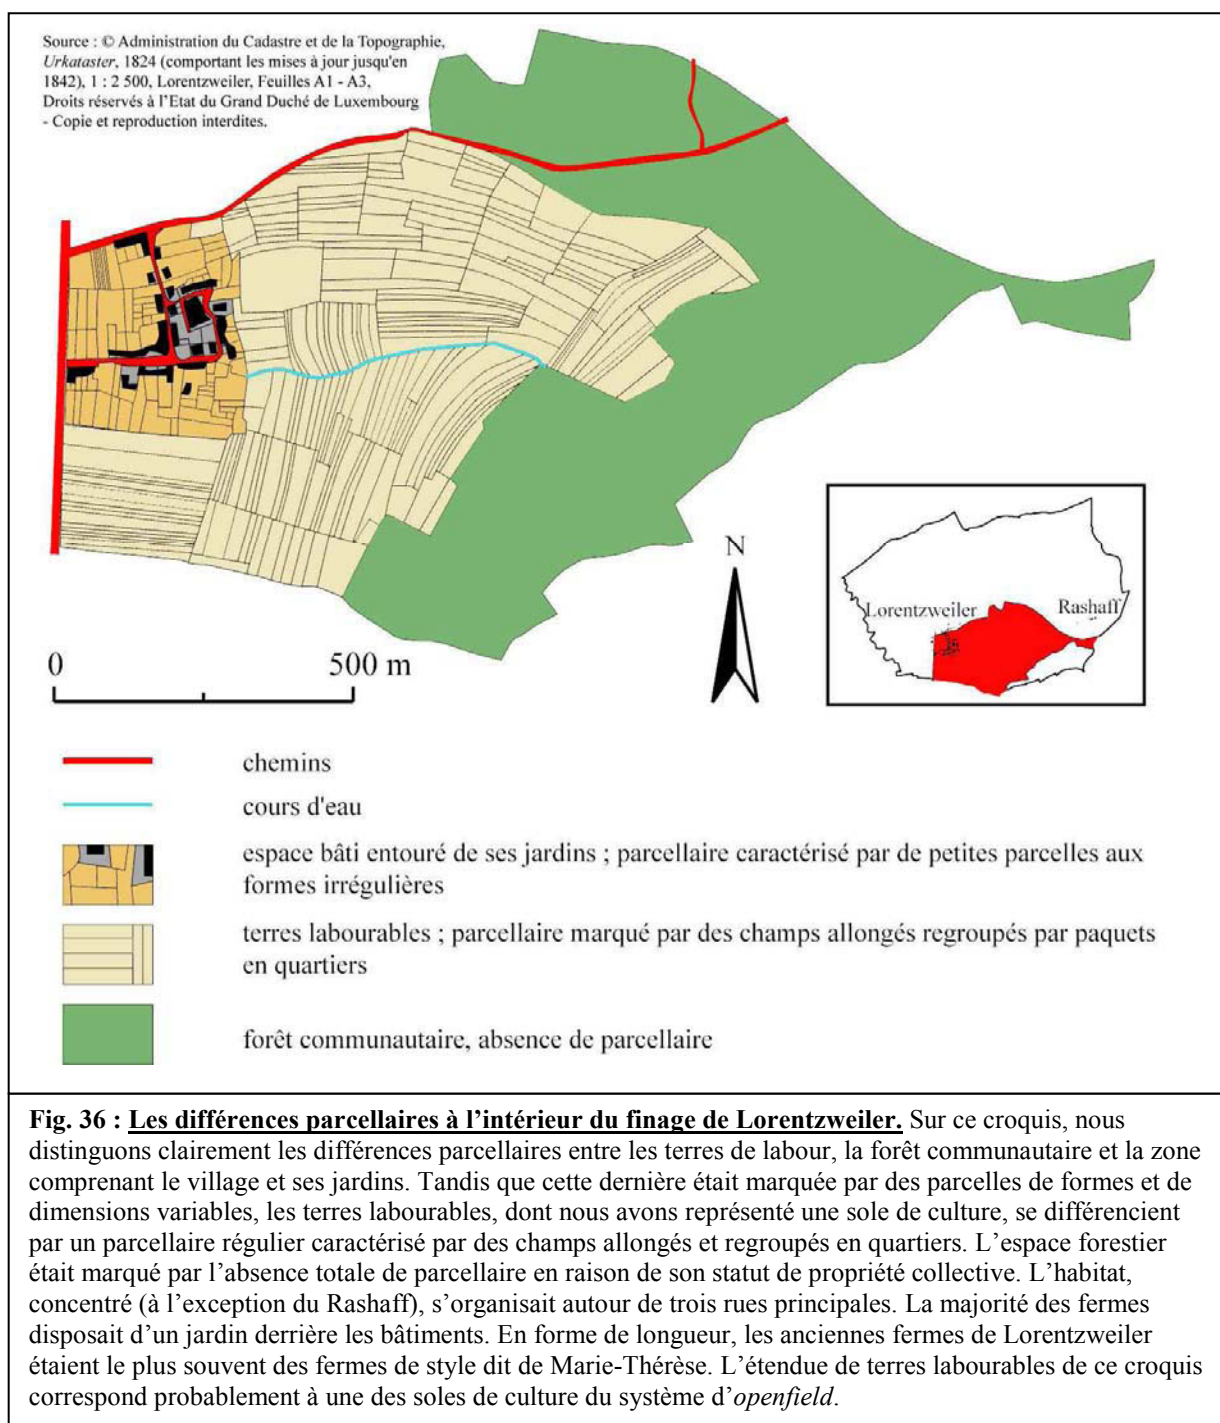 Source : © Administration du Cadastre et de la Topographie,
Urkataster, 1824 (comportant les mises à jour jusqu'en
1842), 1 : 2 500, Lorentzweiler, Feuilles A1 - A3,
Droits réservés à l'Etat du Grand Duché de Luxembourg
- Copie et reproduction interdites.
N
Lorentzweiler
Rashaff
0
500 m
chemins
cours d'eau
espace bâti entouré de ses jardins ; parcellaire caractérisé par de petites parcelles aux
formes irrégulières
terres labourables ; parcellaire marqué par des champs allongés regroupés par paquets
en quartiers
forêt communautaire, absence de parcellaire
Fig. 36 : Les différences parcellaires à l'intérieur du finage de Lorentzweiler. Sur ce croquis, nous
distinguons clairement les différences parcellaires entre les terres de labour, la forêt communautaire et la zone
comprenant le village et ses jardins. Tandis que cette dernière était marquée par des parcelles de formes et de
dimensions variables, les terres labourables, dont nous avons représenté une sole de culture, se différencient
par un parcellaire régulier caractérisé par des champs allongés et regroupés en quartiers. L'espace forestier
était marqué par l'absence totale de parcellaire en raison de son statut de propriété collective. L'habitat,
concentré (à l'exception du Rashaff), s'organisait autour de trois rues principales. La majorité des fermes
disposait d'un jardin derrière les bâtiments. En forme de longueur, les anciennes fermes de Lorentzweiler
étaient le plus souvent des fermes de style dit de Marie-Thérèse. L'étendue de terres labourables de ce croquis
correspond probablement à une des soles de culture du système d'openfield.